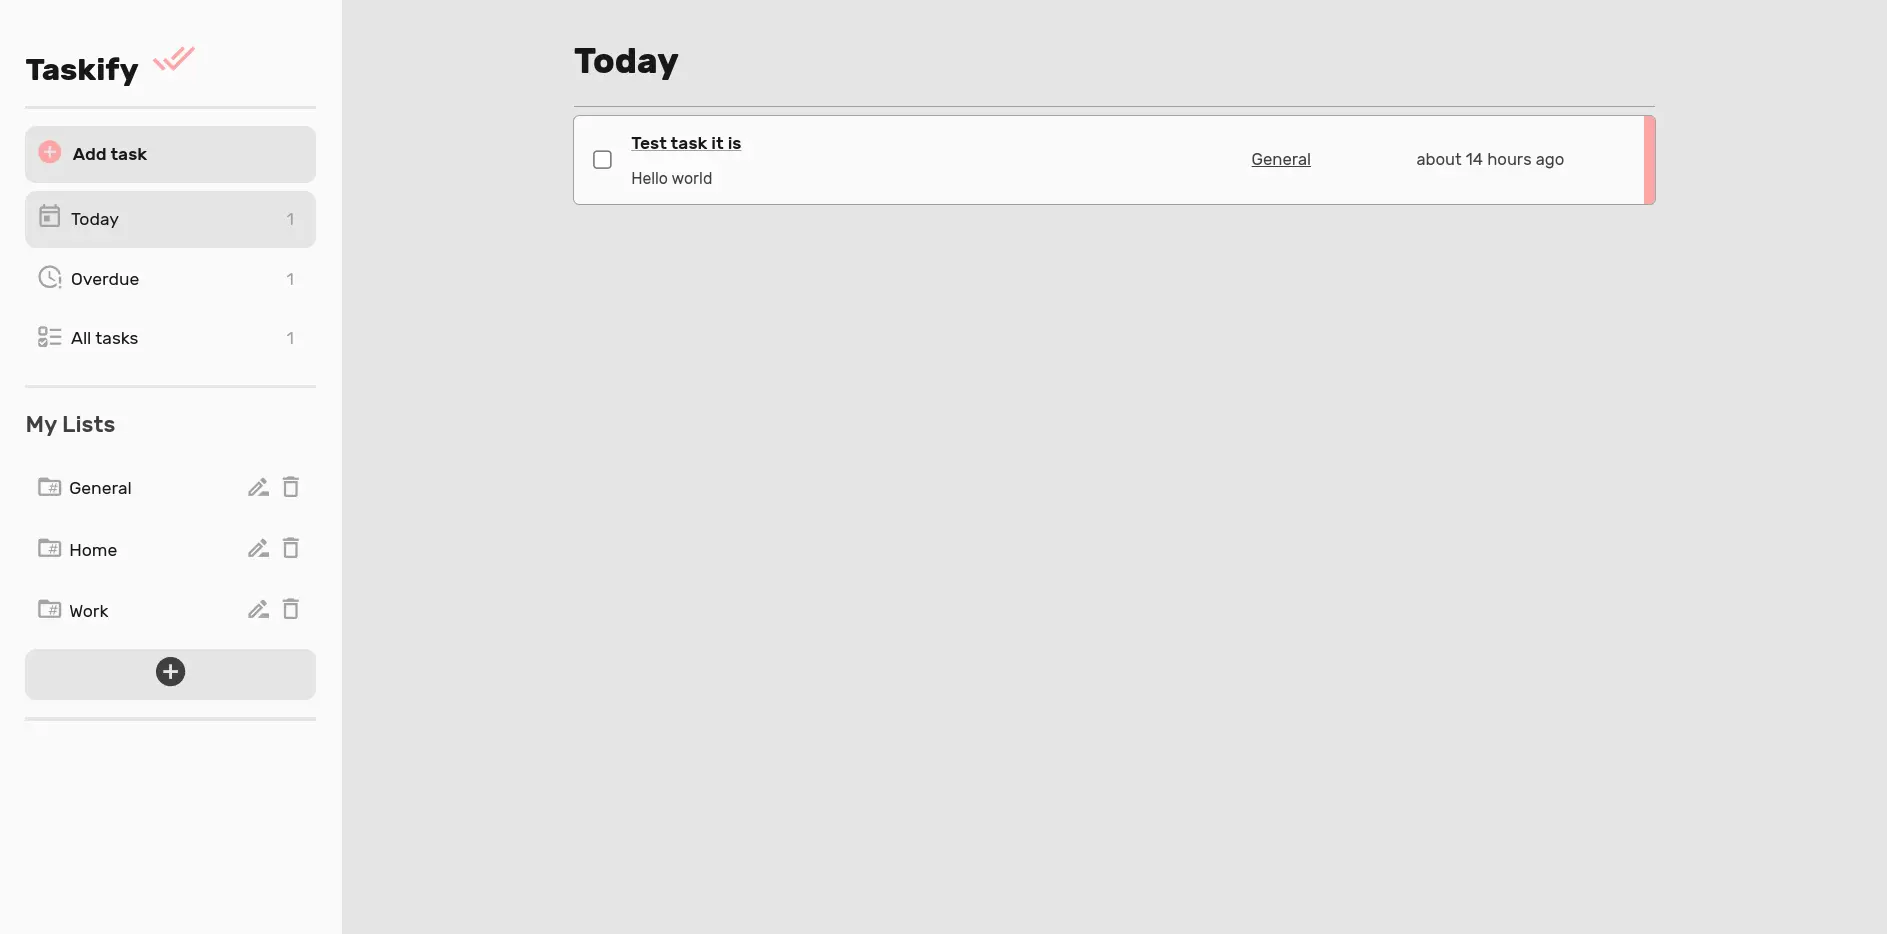 Taskify
Add task
Today 1
Overdue 1
All tasks 1
My Lists
General
Home
Work
Today
Test task it is
Hello world
General
about 14 hours ago